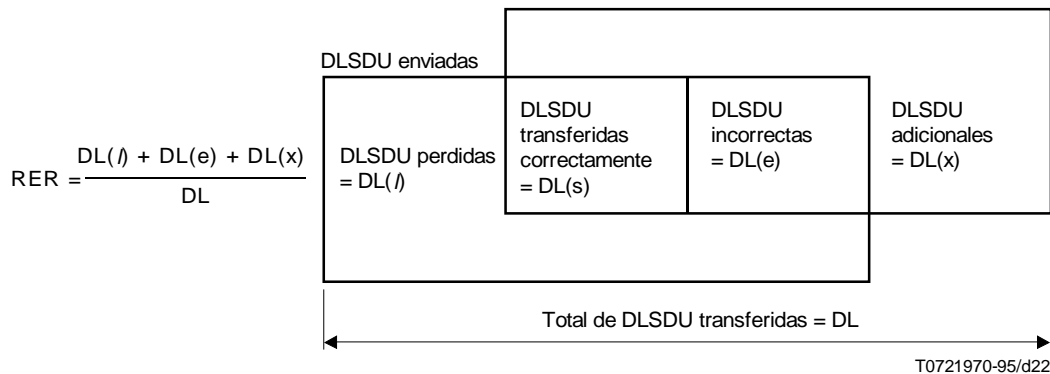 DLSDU enviadas
RER = DL(l) + DL(e) + DL(x)
DL
DLSDU perdidas
= DL(l)
DLSDU
transferidas
correctamente
= DL(s)
DLSDU
incorrectas
= DL(e)
DLSDU
adicionales
= DL(x)
Total de DLSDU transferidas = DL
T0721970-95/d22